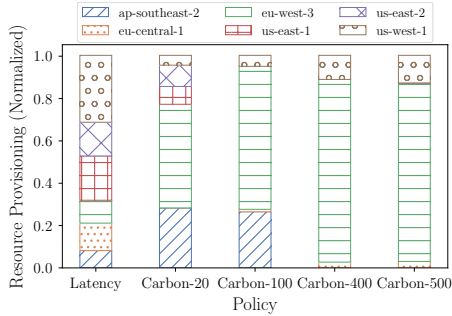 ap-southeast-2 eu-west-3 us-east-2
eu-central-1 us-east-1 us-west-1
Resource Provisioning (Normalized)
1.0
0.8
0.6
0.4
0.2
0.0
Latency Carbon-20 Carbon-100 Carbon-400 Carbon-500
Policy